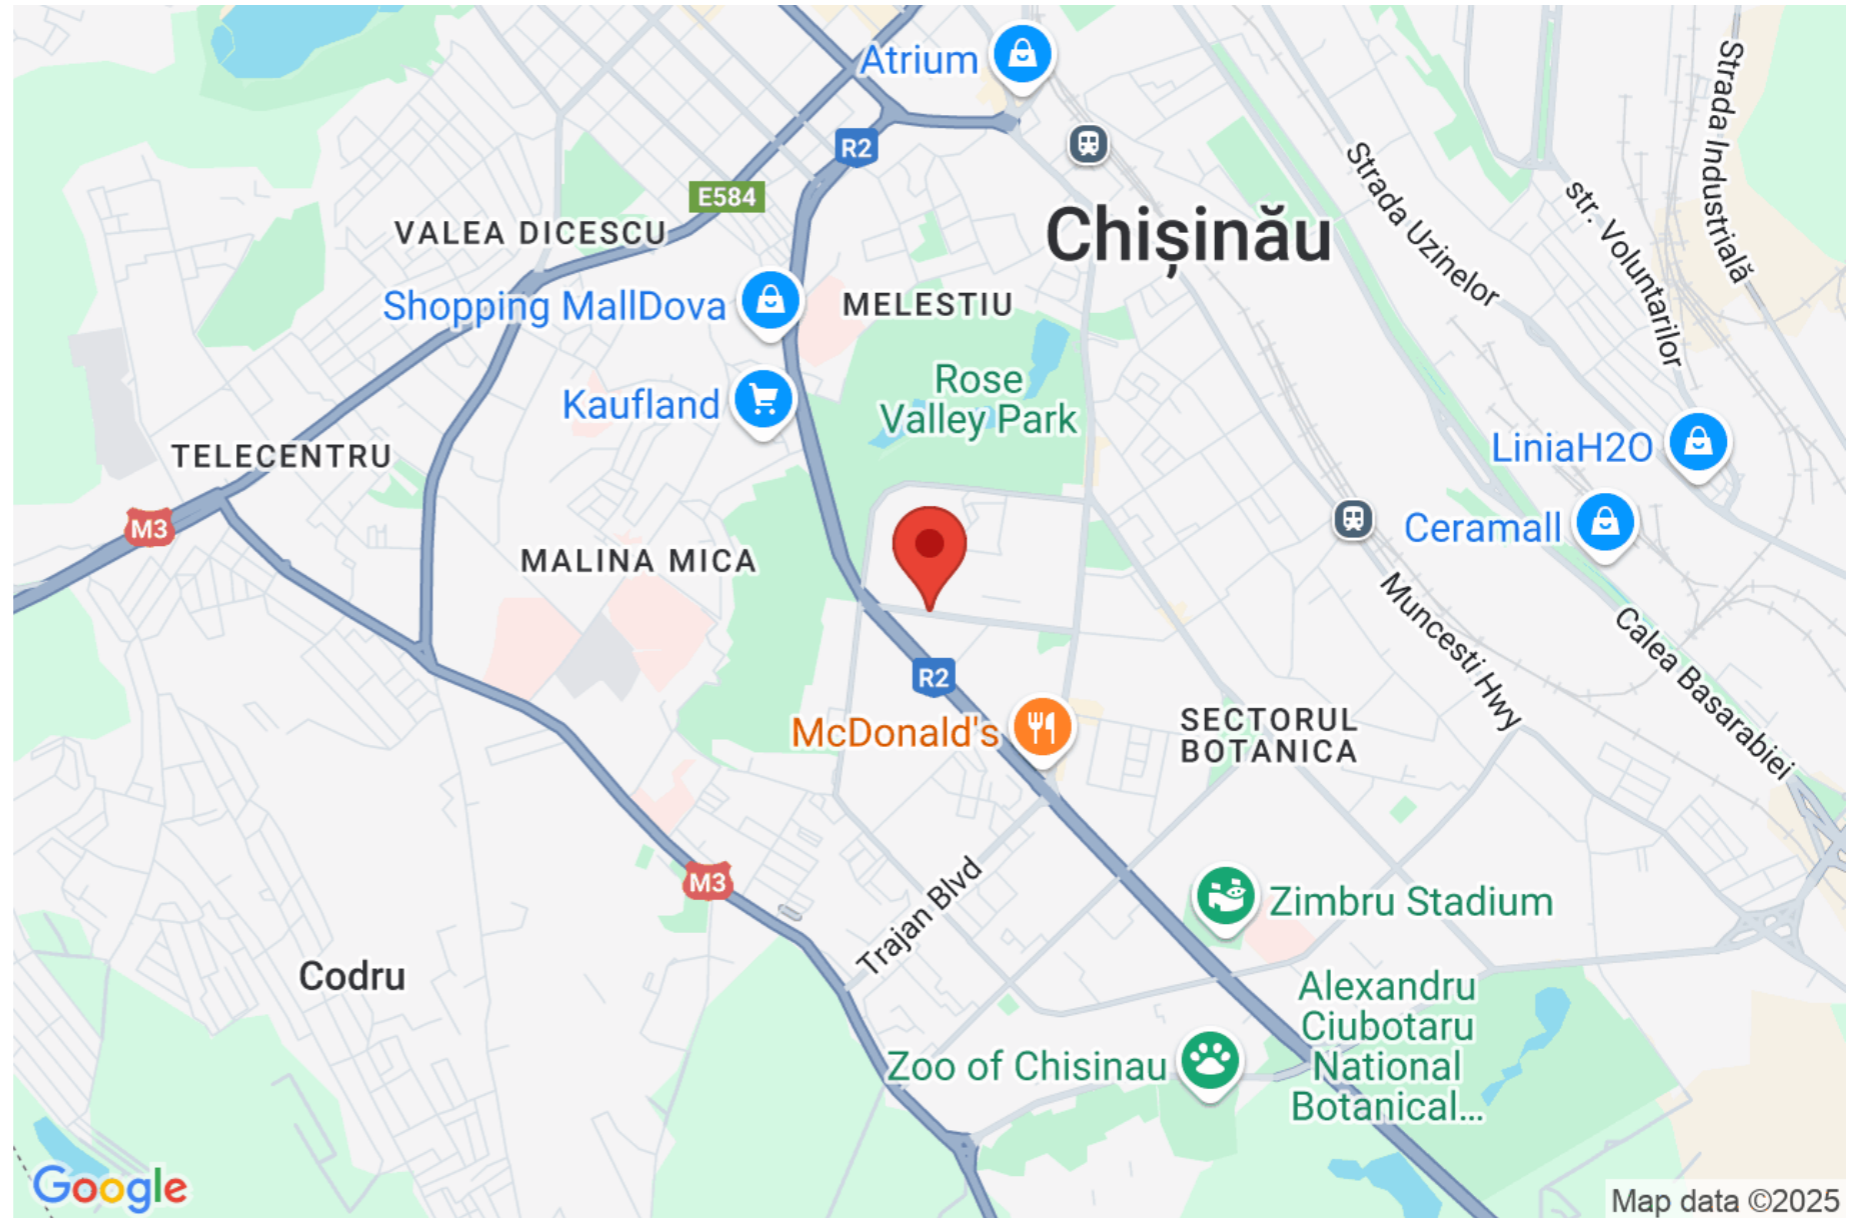 Atrium
R2
Strada Industrială
Strada Uzinelor
str. Voluntarilor
E584
VALEA DICESCU
Chișinău
Shopping MallDova
MELESTIU
Rose
Valley Park
Kaufland
TELECENTRU
LiniaH2O
M3
Ceramall
MALINA MICA
Muncesti Hwy
Calea Basarabiei
R2
McDonald's
SECTORUL
BOTANICA
M3
Trajan Blvd
Zimbru Stadium
Codru
Alexandru
Ciubotaru
National
Botanical...
Zoo of Chisinau
Google
Map data ©2025